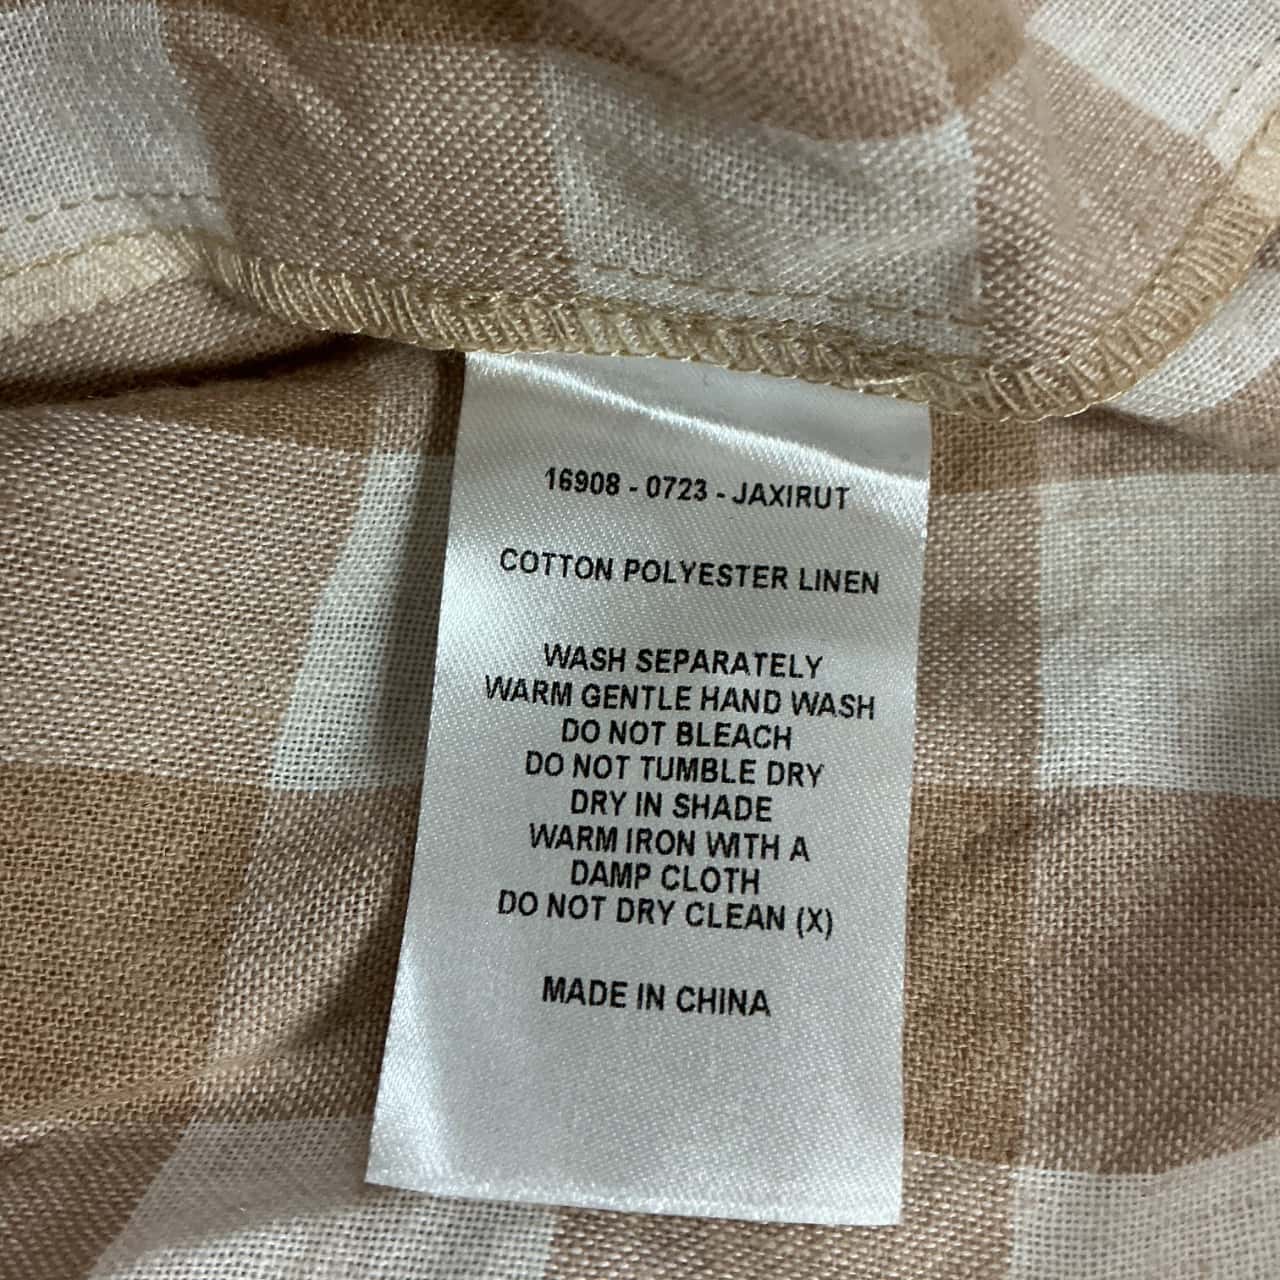 16908 - 0723 - JAXIRUT
COTTON POLYESTER LINEN
WASH SEPARATELY
WARM GENTLE HAND WASH
DO NOT BLEACH
DO NOT TUMBLE DRY
DRY IN SHADE
WARM IRON WITH A
DAMP CLOTH
DO NOT DRY CLEAN (X)
MADE IN CHINA